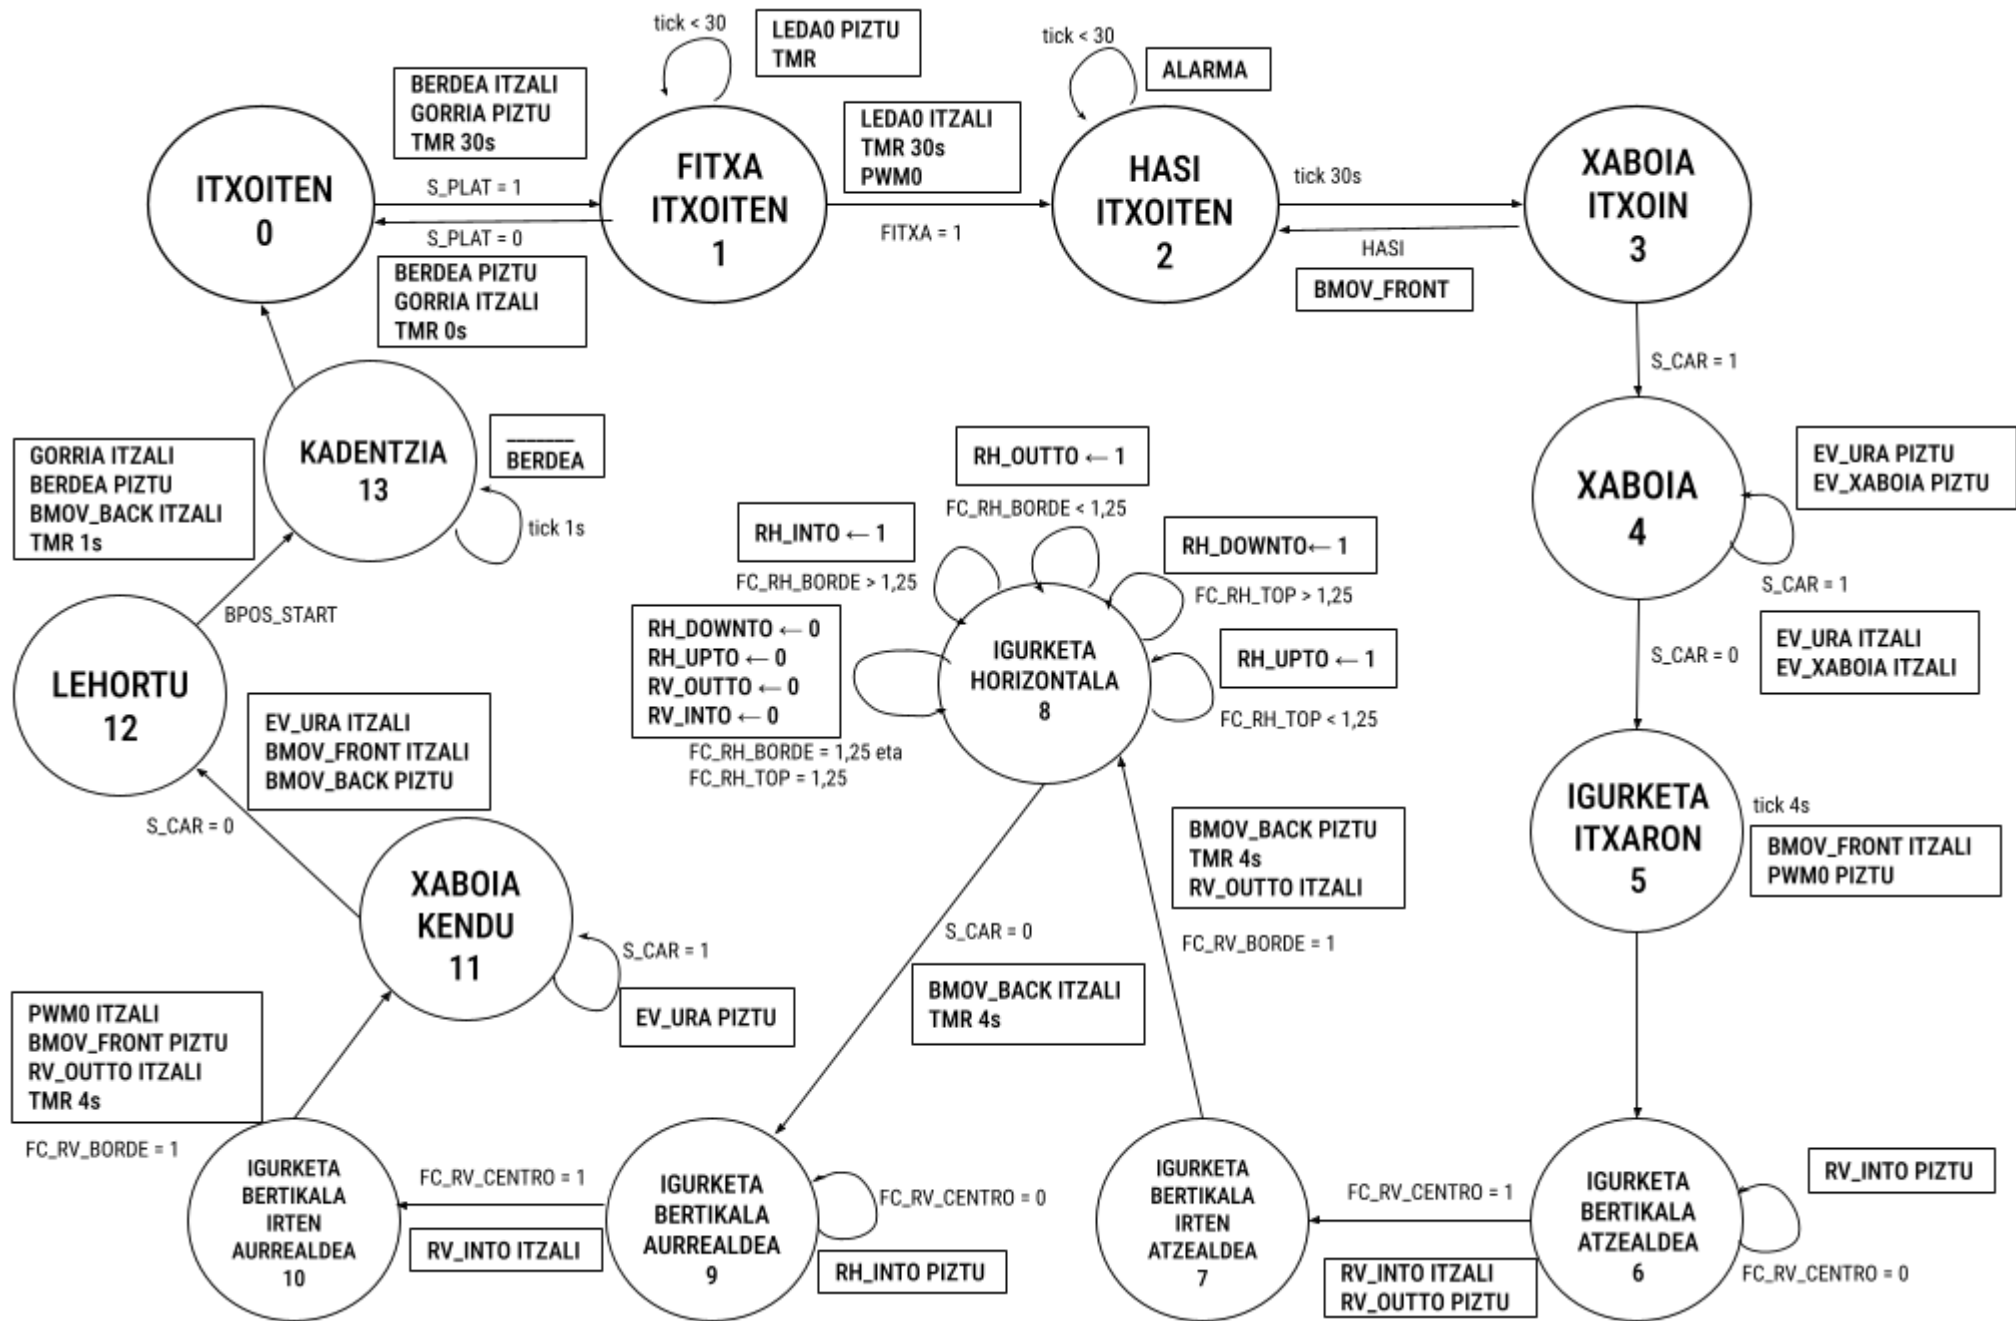 tick < 30
LEDA0 PIZTU
TMR
tick < 30
ALARMA
BERDEA ITZALI
GORRIA PIZTU
TMR 30s
LEDA0 ITZALI
TMR 30s
PWM0
ITXOITEN
0
S_PLAT = 1
S_PLAT = 0
FITXA
ITXOITEN
1
FITXA = 1
HASI
ITXOITEN
2
tick 30s
HASI
BMOV_FRONT
XABOIA
ITXOIN
3
BERDEA PIZTU
GORRIA ITZALI
TMR 0s
S_CAR = 1
KADENTZIA
13
BERDEA
tick 1s
GORRIA ITZALI
BERDEA PIZTU
BMOV_BACK ITZALI
TMR 1s
BPOS_START
RH_OUTTO ← 1
FC_RH_BORDE < 1,25
RH_INTO ← 1
FC_RH_BORDE > 1,25
RH_DOWNTO← 1
FC_RH_TOP > 1,25
RH_DOWNTO ← 0
RH_UPTO ← 0
RV_OUTTO ← 0
RV_INTO ← 0
FC_RH_BORDE = 1,25 eta
FC_RH_TOP = 1,25
IGURKETA
HORIZONTALA
8
RH_UPTO ← 1
FC_RH_TOP < 1,25
XABOIA
4
EV_URA PIZTU
EV_XABOIA PIZTU
S_CAR = 1
S_CAR = 0
EV_URA ITZALI
EV_XABOIA ITZALI
LEHORTU
12
EV_URA ITZALI
BMOV_FRONT ITZALI
BMOV_BACK PIZTU
S_CAR = 0
IGURKETA
ITXARON
5
tick 4s
BMOV_FRONT ITZALI
PWM0 PIZTU
BMOV_BACK PIZTU
TMR 4s
RV_OUTTO ITZALI
FC_RV_BORDE = 1
XABOIA
KENDU
11
S_CAR = 1
EV_URA PIZTU
S_CAR = 0
BMOV_BACK ITZALI
TMR 4s
PWM0 ITZALI
BMOV_FRONT PIZTU
RV_OUTTO ITZALI
TMR 4s
FC_RV_BORDE = 1
IGURKETA
BERTIKALA
IRTEN
AURREALDEA
10
FC_RV_CENTRO = 1
RV_INTO ITZALI
IGURKETA
BERTIKALA
AURREALDEA
9
FC_RV_CENTRO = 0
RH_INTO PIZTU
IGURKETA
BERTIKALA
IRTEN
ATZEALDEA
7
FC_RV_CENTRO = 1
RV_INTO ITZALI
RV_OUTTO PIZTU
IGURKETA
BERTIKALA
ATZEALDEA
6
RV_INTO PIZTU
FC_RV_CENTRO = 0